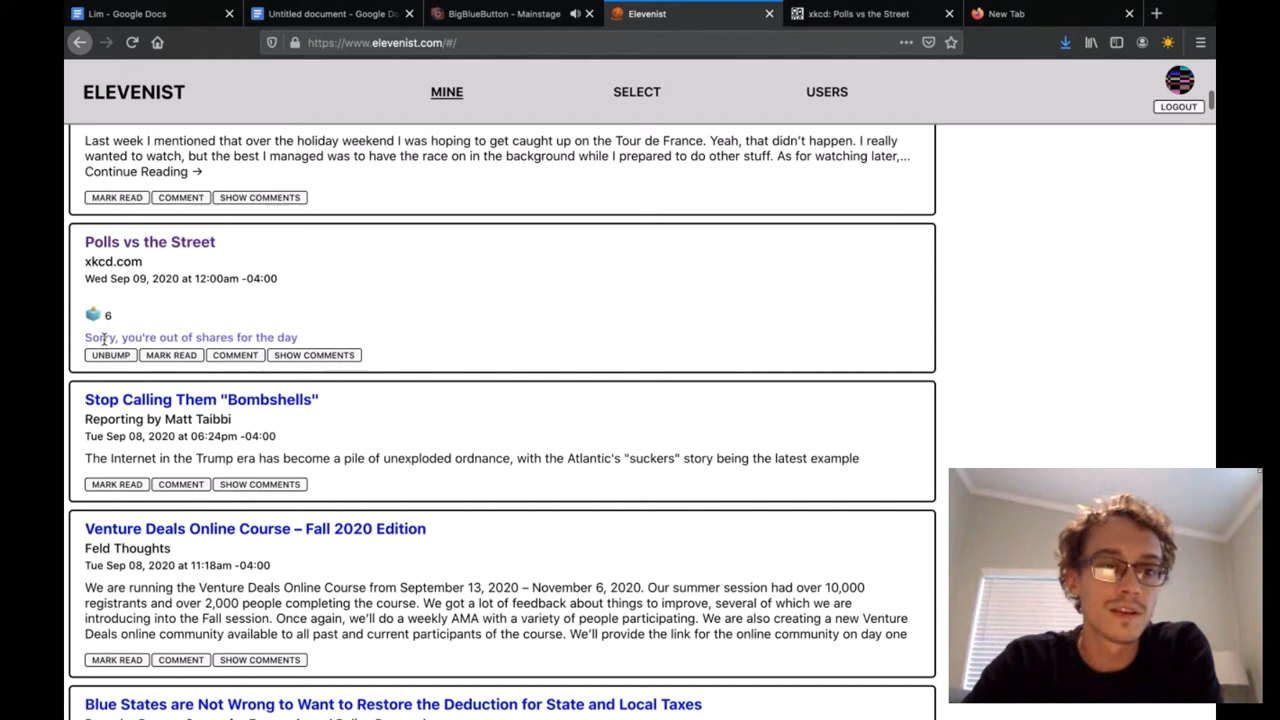 Lim - Google Docs
Untitled document - Google Do
BigBlueButton - Mainstage
Elevenist
xkcd: Polls vs the Street
New Tab
https://www.elevenist.com/#/
ELEVENIST
MINE
SELECT
USERS
LOGOUT
Last week I mentioned that over the holiday weekend I was hoping to get caught up on the Tour de France. Yeah, that didn't happen. I really
wanted to watch, but the best I managed was to have the race on in the background while I prepared to do other stuff. As for watching later,...
Continue Reading →
MARK READ COMMENT SHOW COMMENTS
Polls vs the Street
xkcd.com
Wed Sep 09, 2020 at 12:00am -04:00
6
Sorry, you're out of shares for the day
UNBUMP MARK READ COMMENT SHOW COMMENTS
Stop Calling Them "Bombshells"
Reporting by Matt Taibbi
Tue Sep 08, 2020 at 06:24pm -04:00
The Internet in the Trump era has become a pile of unexploded ordnance, with the Atlantic's "suckers" story being the latest example
MARK READ COMMENT SHOW COMMENTS
Venture Deals Online Course – Fall 2020 Edition
Feld Thoughts
Tue Sep 08, 2020 at 11:18am -04:00
We are running the Venture Deals Online Course from September 13, 2020 – November 6, 2020. Our summer session had over 10,000
registrants and over 2,000 people completing the course. We got a lot of feedback about things to improve, several of which we are
introducing into the Fall session. Once again, we'll do a weekly AMA with a variety of people participating. We are also creating a new Venture
Deals online community available to all past and current participants of the course. We'll provide the link for the online community on day one
MARK READ COMMENT SHOW COMMENTS
Blue States are Not Wrong to Want to Restore the Deduction for State and Local Taxes